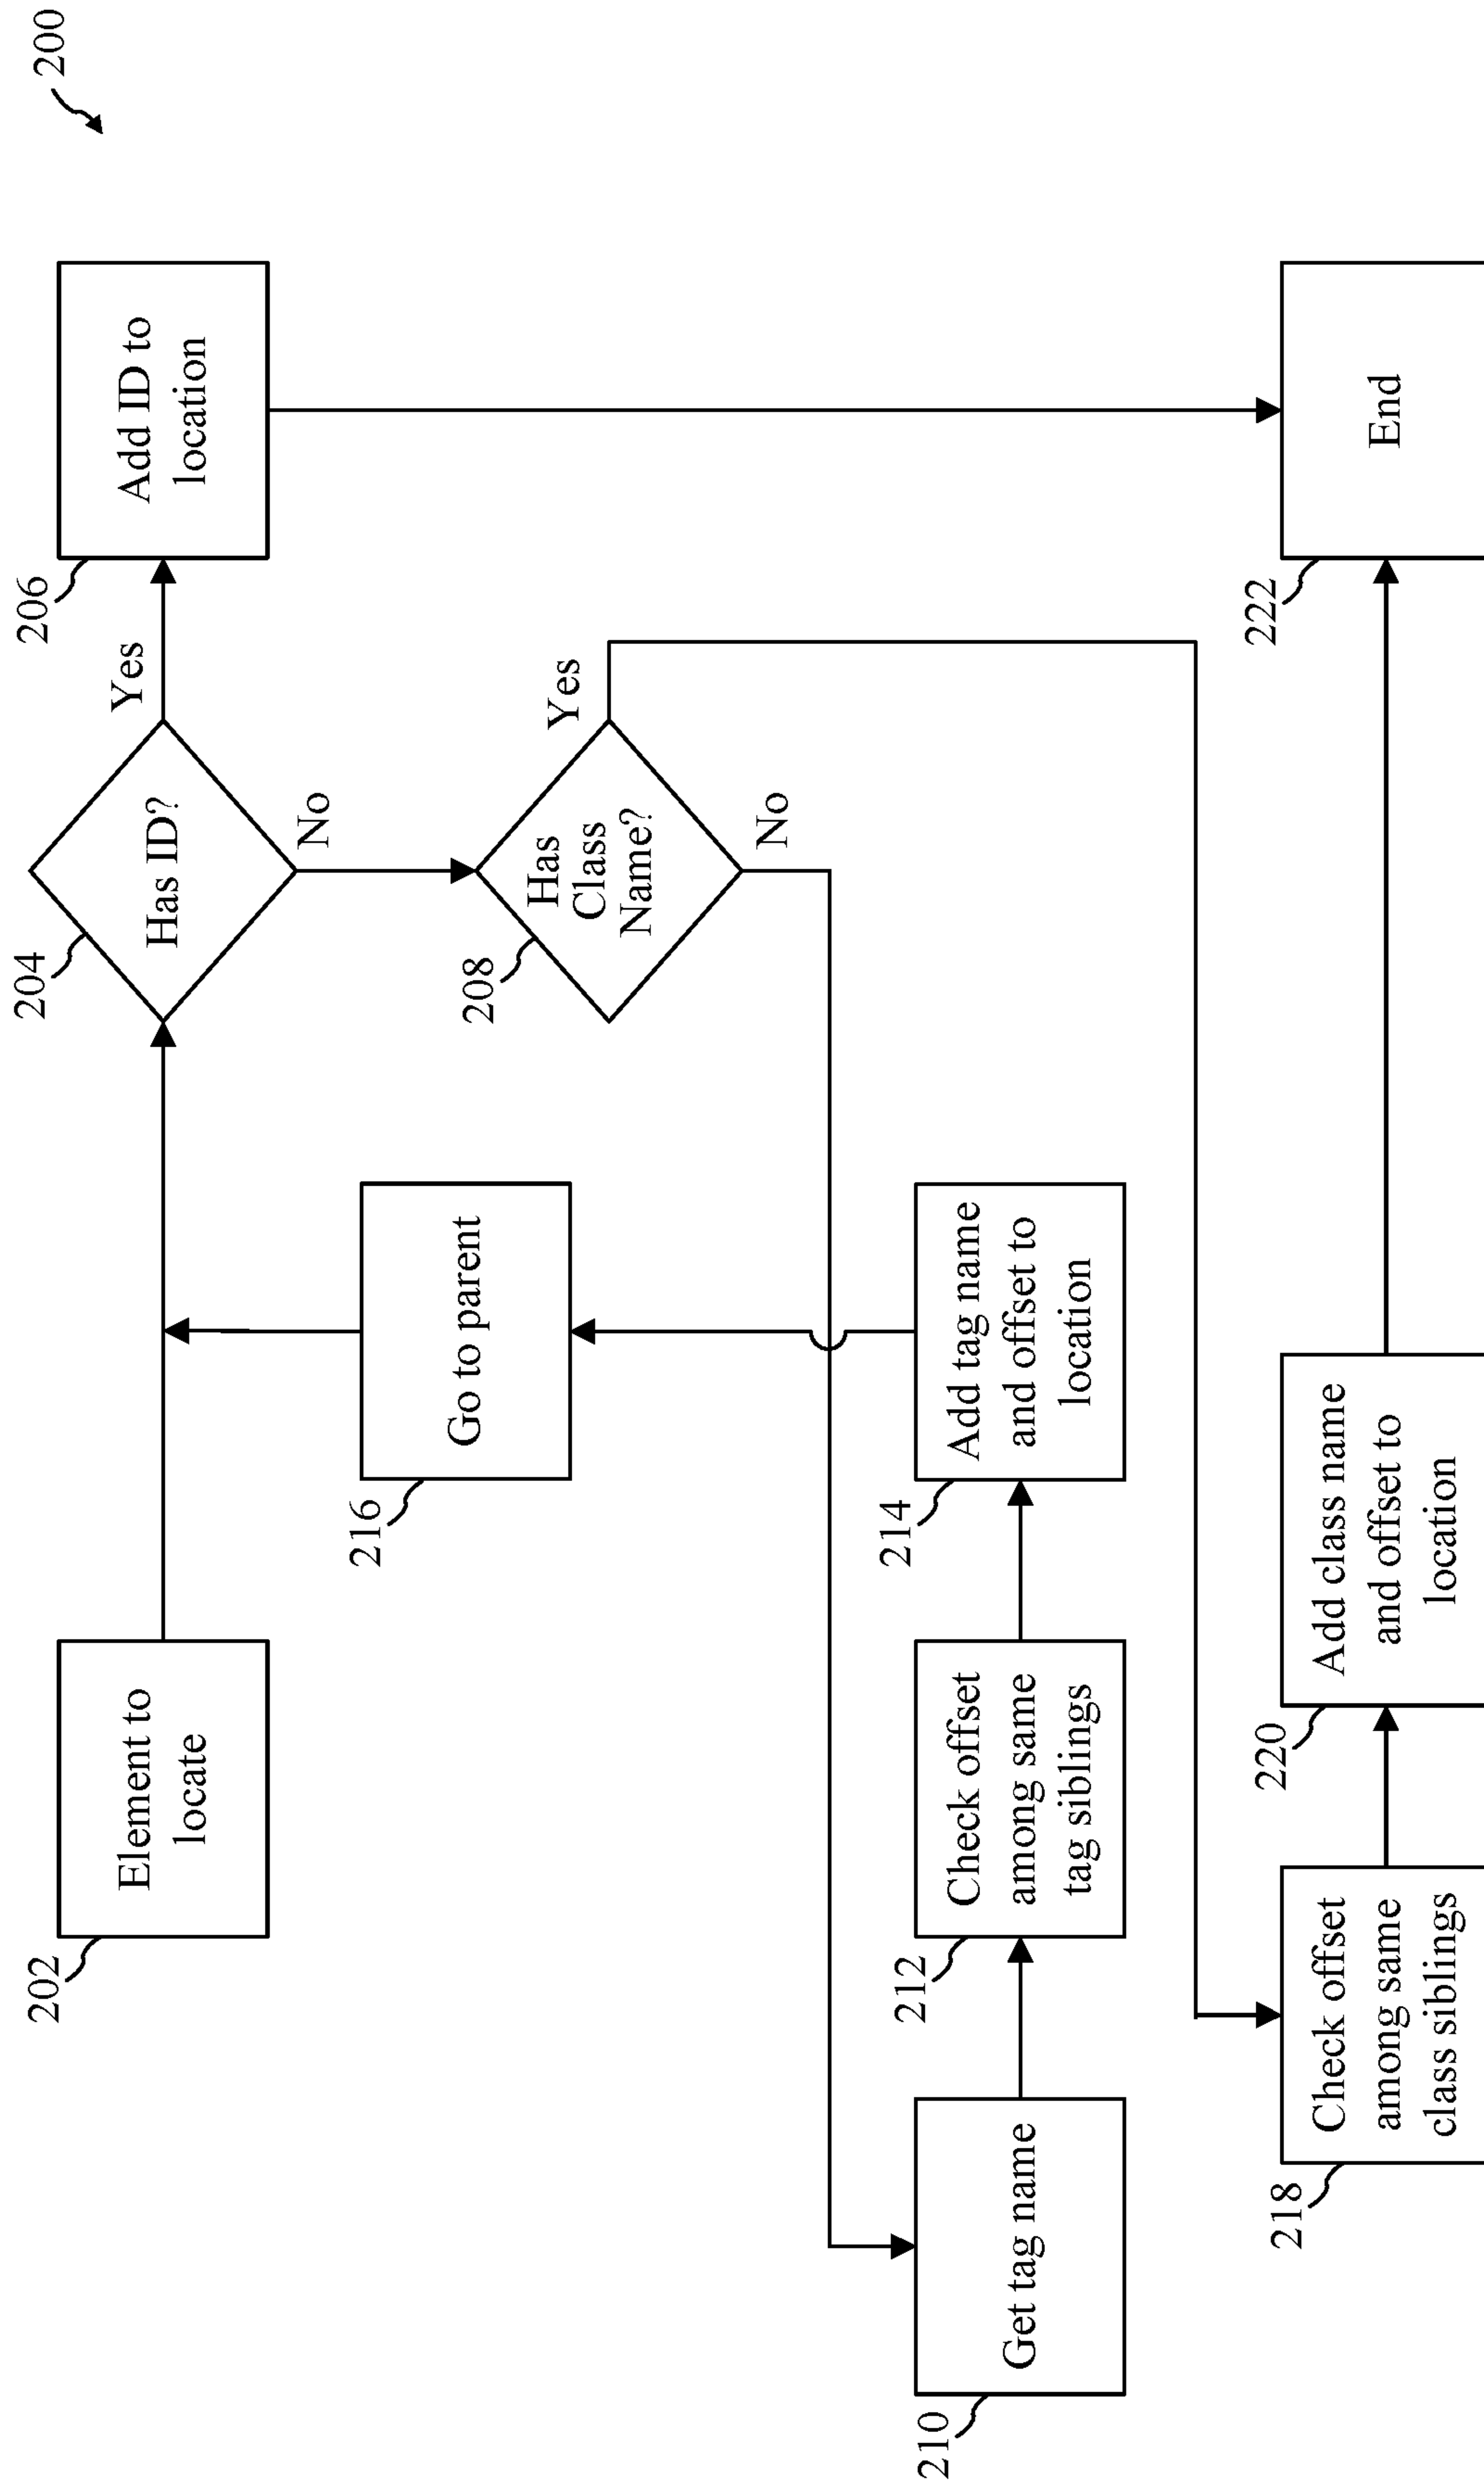 200
202
Element to
locate
204
Has ID?
Yes
No
206
Add ID to
location
208
Has
Class
Name?
Yes
No
216
Go to parent
210
Get tag name
212
Check offset
among same
tag siblings
214
Add tag name
and offset to
location
218
Check offset
among same
class siblings
220
Add class name
and offset to
location
222
End